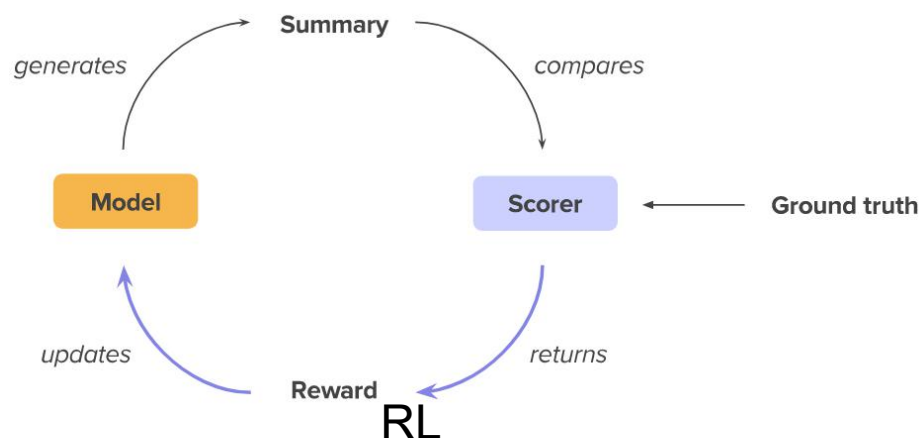 Summary
generates
compares
Model
Scorer
Ground truth
updates
returns
Reward
RL